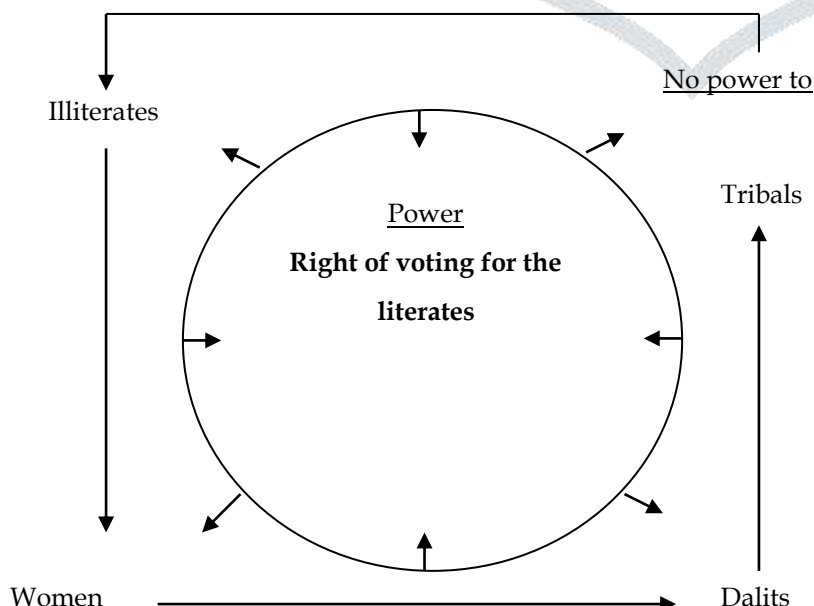 No power to
Illiterates
Tribals
Power
Right of voting for the
literates
Women
Dalits